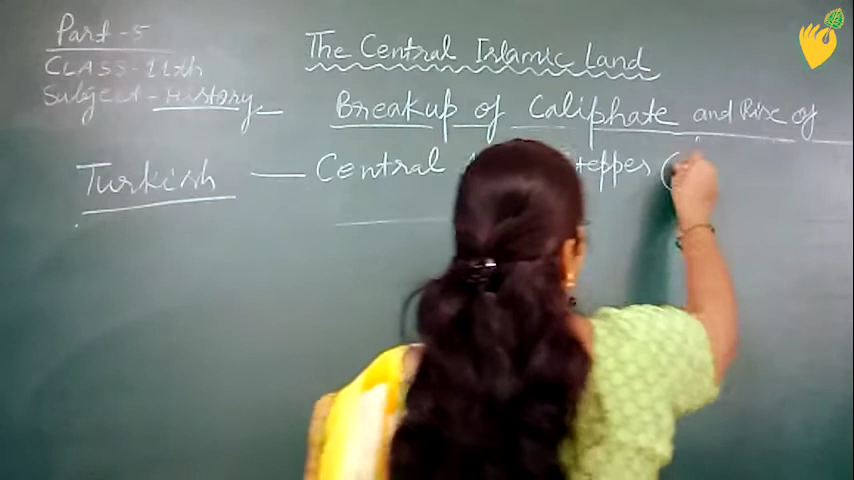 Part-5
CLASS-11th
Subject-History
The Central Islamic Land
Breakup of Caliphate and Rise of
Turkish — Central Steppes (